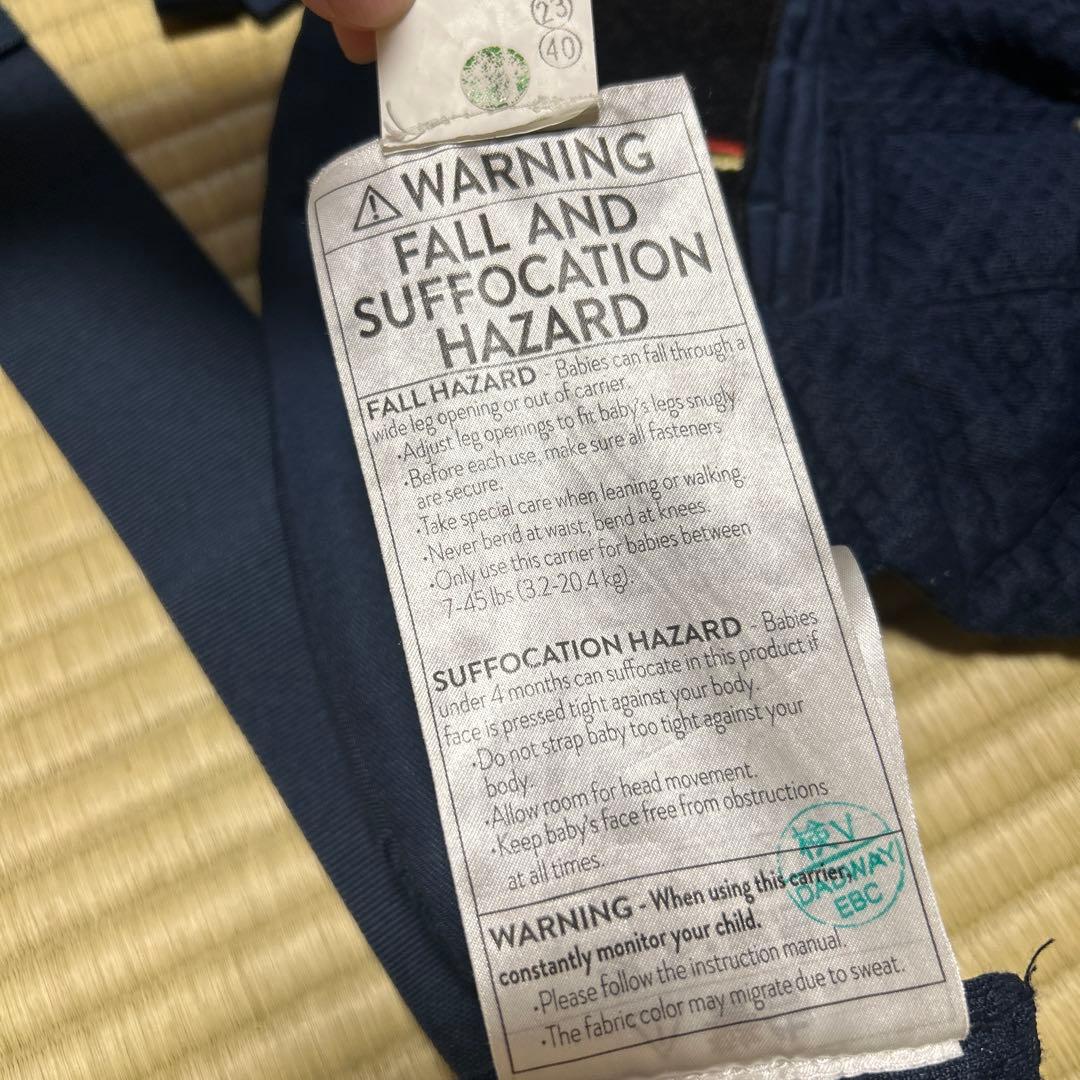 23
40
WARNING
FALL AND
SUFFOCATION
HAZARD
FALL HAZARD - Babies can fall through a
wide leg opening or out of carrier.
·Adjust leg openings to fit baby's legs snugly
·Before each use, make sure all fasteners
are secure.
·Take special care when leaning or walking.
·Never bend at waist; bend at knees.
·Only use this carrier for babies between
7-45 lbs (3.2-20.4 kg).
SUFFOCATION HAZARD - Babies
under 4 months can suffocate in this product if
face is pressed tight against your body.
·Do not strap baby too tight against your
body.
·Allow room for head movement.
·Keep baby's face free from obstructions
at all times.
検V
DADWAY
EBC
WARNING - When using this carrier,
constantly monitor your child.
·Please follow the instruction manual.
·The fabric color may migrate due to sweat.